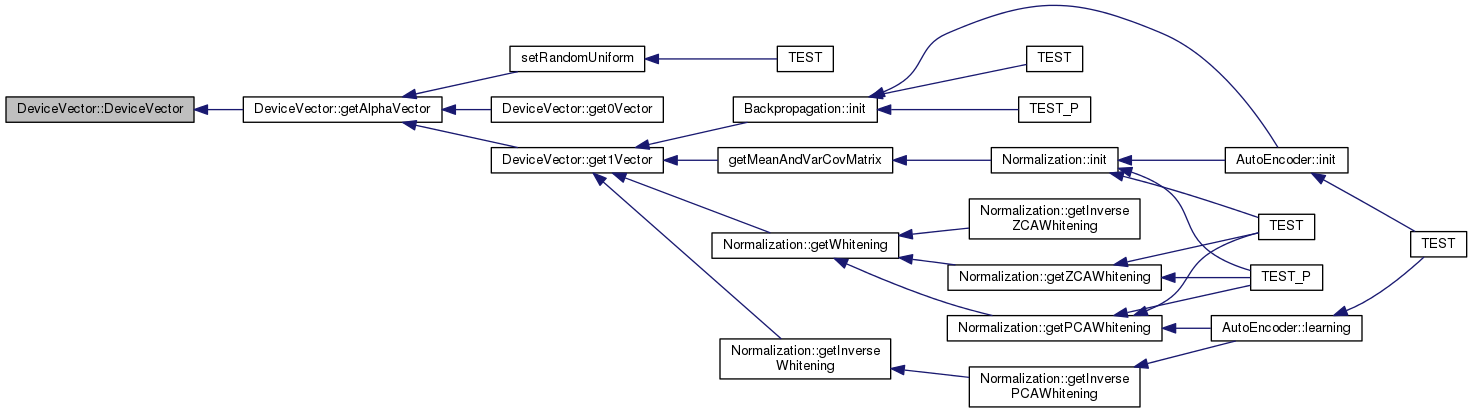 DeviceVector::DeviceVector
DeviceVector::getAlphaVector
setRandomUniform
TEST
DeviceVector::get0Vector
DeviceVector::get1Vector
Backpropagation::init
TEST
TEST_P
getMeanAndVarCovMatrix
Normalization::init
AutoEncoder::init
Normalization::getWhitening
Normalization::getInverse
ZCAWhitening
Normalization::getZCAWhitening
Normalization::getPCAWhitening
TEST
TEST_P
TEST
AutoEncoder::learning
Normalization::getInverse
Whitening
Normalization::getInverse
PCAWhitening